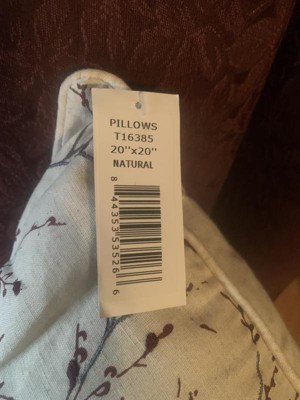 PILLOWS
T16385
20"x20"
NATURAL
8 44353 53526 6